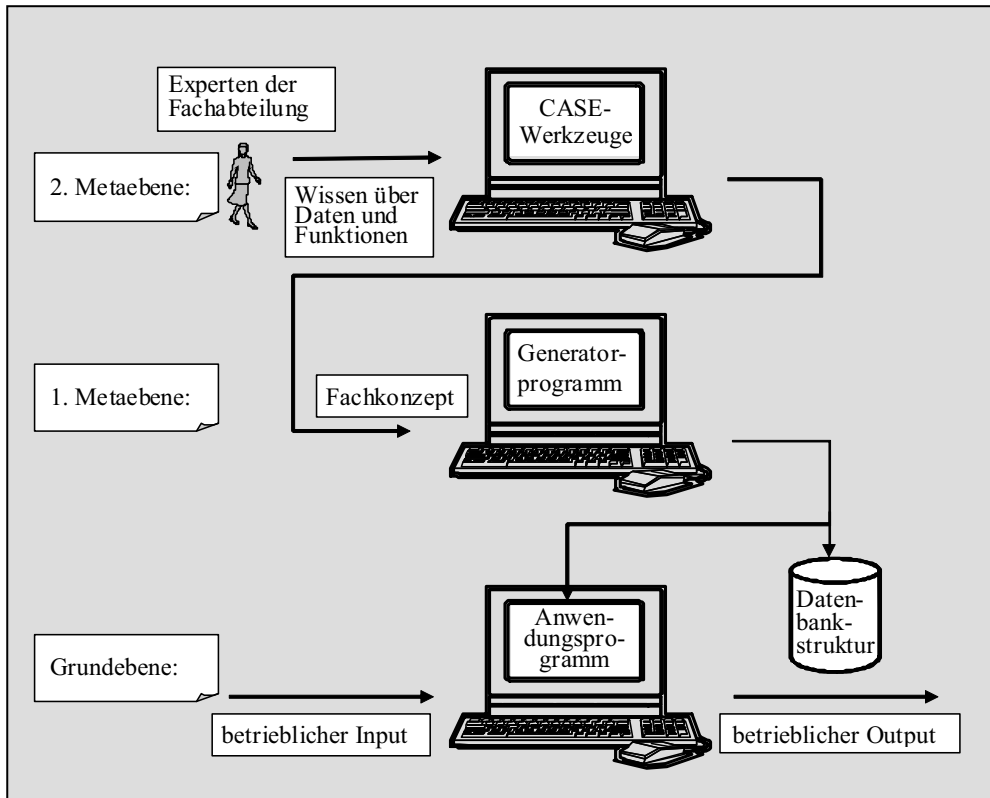 Experten der
Fachabteilung
CASE-
Werkzeuge
2. Metaebene:
Wissen über
Daten und
Funktionen
Generator-
programm
1. Metaebene:
Fachkonzept
Anwen-
dungspro-
gramm
Daten-
bank-
struktur
Grundebene:
betrieblicher Input
betrieblicher Output